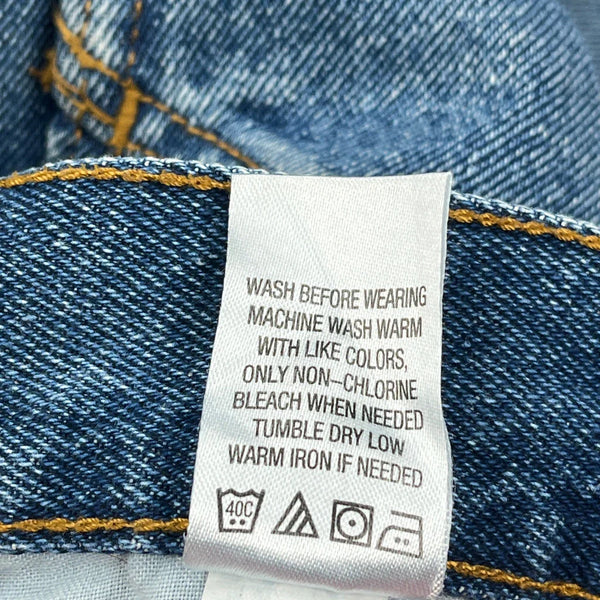 WASH BEFORE WEARING
MACHINE WASH WARM
WITH LIKE COLORS,
ONLY NON-CHLORINE
BLEACH WHEN NEEDED
TUMBLE DRY LOW
WARM IRON IF NEEDED
40C